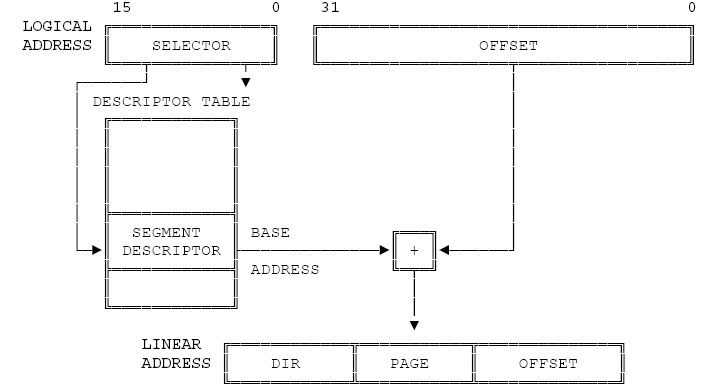 15 0 31 0
LOGICAL
ADDRESS SELECTOR OFFSET
DESCRIPTOR TABLE
SEGMENT BASE
DESCRIPTOR +
ADDRESS
LINEAR
ADDRESS DIR PAGE OFFSET